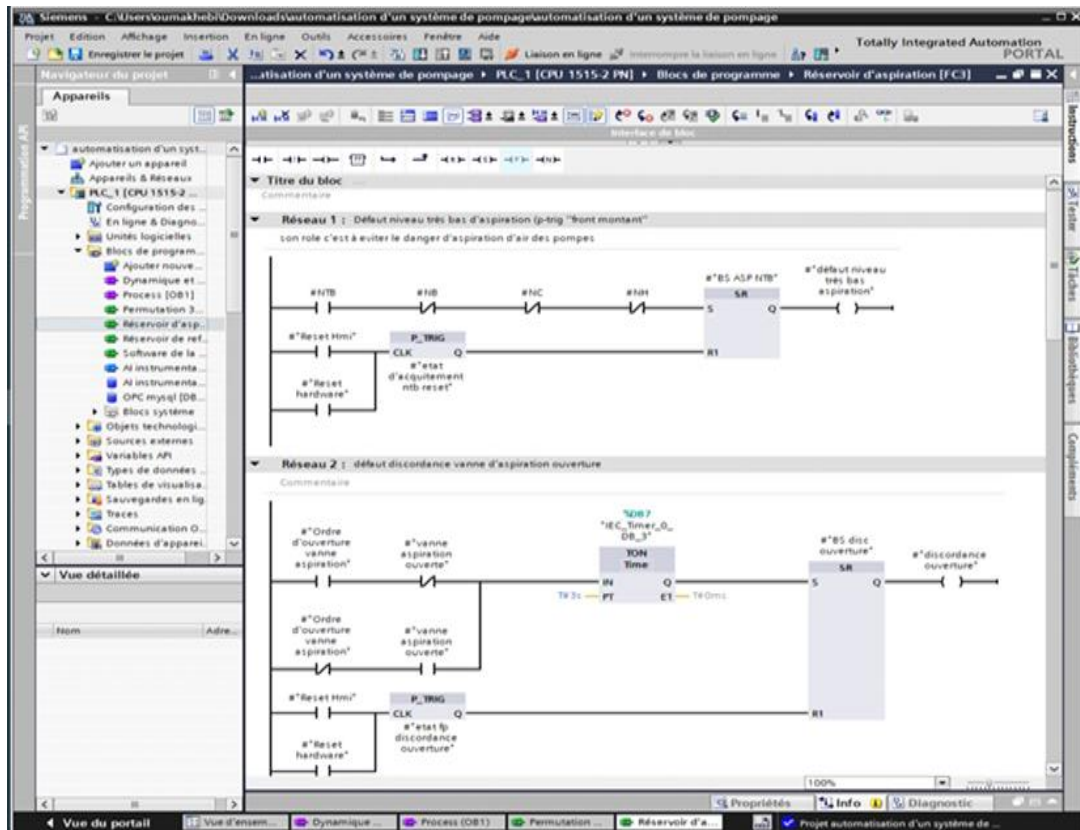 Siemens - C:\Users\oumakhebi\Downloads\automatisation d'un système de pompage\automatisation d'un système de pompage
Projet Edition Affichage Insertion En ligne Outils Accessoires Fenêtre Aide
Totally Integrated Automation
PORTAL
Enregistrer le projet
Liaison en ligne
Interrompre la liaison en ligne
Navigateur du projet
...atisation d'un système de pompage PLC_1 [CPU 1515-2 PN] Blocs de programme Réservoir d'aspiration [FC3]
Appareils
Programmation API
automatisation d'un syst...
Ajouter un appareil
Appareils & Réseaux
PLC_1 [CPU 1515-2 ...
Configuration des ...
En ligne & Diagno...
Unités logicielles
Blocs de program...
Ajouter nouve...
Dynamique et ...
Process [OB1]
Permutation 3...
Réservoir d'asp...
Réservoir de ref...
Software de la ...
AI instrumenta...
AI instrumenta...
OPC mysql [DB...
Blocs système
Objets technologi...
Sources externes
Variables API
Types de données ...
Tables de visualisa...
Sauvegardes en lig...
Traces
Communication O...
Données d'apparei...
Vue détaillée
Nom Adre...
Interface de bloc
Titre du bloc ...
Commentaire
Réseau 1 : Défaut niveau très bas d'aspiration (p-trig "front montant"
son role c'est à eviter le danger d'aspiration d'air des pompes
#NTB #NB #NC #NH
#"BS ASP NTB"
SR
S Q
R1
#"défaut niveau
très bas
aspiration"
#"Reset Hmi"
P_TRIG
CLK Q
#"etat
d'acquitement
ntb reset"
#"Reset
hardware"
Réseau 2 : défaut discordance vanne d'aspiration ouverture
Commentaire
#"Ordre
d'ouverture
vanne
aspiration"
#"vanne
aspiration
ouverte"
%DB7
"IEC_Timer_0_
DB_3"
TON
Time
IN Q
T#3s PT ET T#0ms
#"BS disc
ouverture"
SR
S Q
R1
#"discordance
ouverture"
#"Ordre
d'ouverture
vanne
aspiration"
#"vanne
aspiration
ouverte"
#"Reset Hmi"
P_TRIG
CLK Q
#"etat fp
discordance
ouverture"
#"Reset
hardware"
100%
Instructions
Tester
Tâches
Bibliothèques
Compléments
Propriétés Info Diagnostic
Vue du portail
Vue d'ensem...
Dynamique ...
Process (OB1)
Permutation ...
Réservoir d'a...
Projet automatisation d'un système de ...